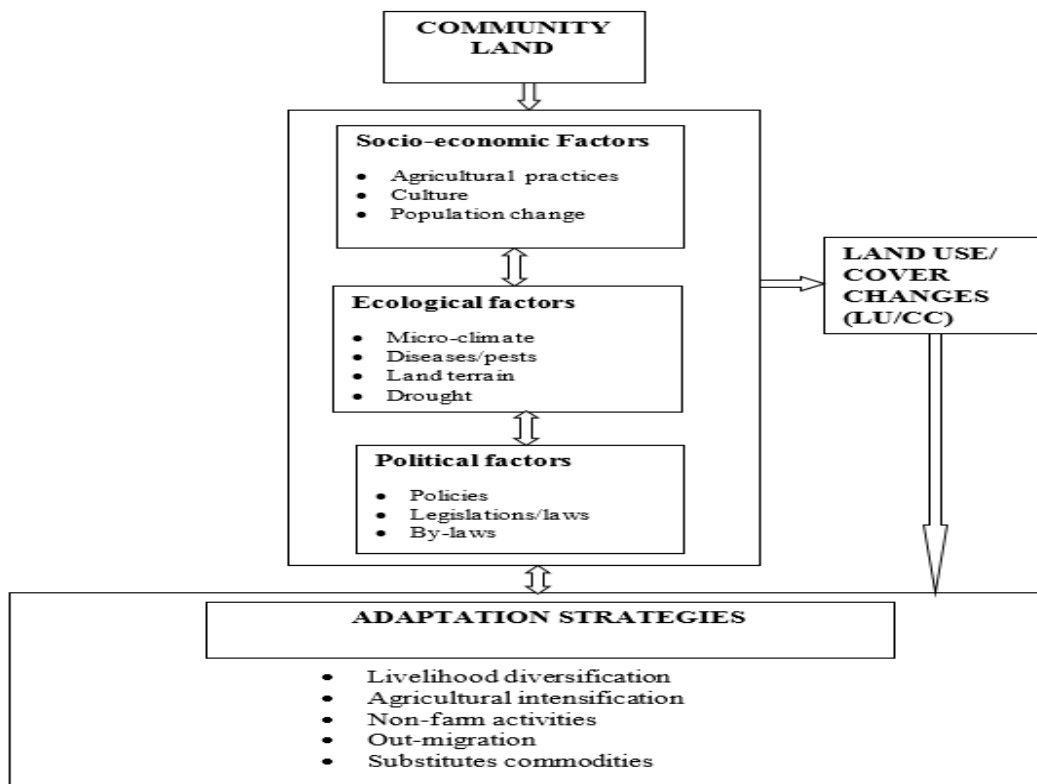 COMMUNITY
LAND
Socio-economic Factors
• Agricultural practices
• Culture
• Population change
Ecological factors
• Micro-climate
• Diseases/pests
• Land terrain
• Drought
Political factors
• Policies
• Legislations/laws
• By-laws
LAND USE/
COVER
CHANGES
(LU/CC)
ADAPTATION STRATEGIES
• Livelihood diversification
• Agricultural intensification
• Non-farm activities
• Out-migration
• Substitutes commodities